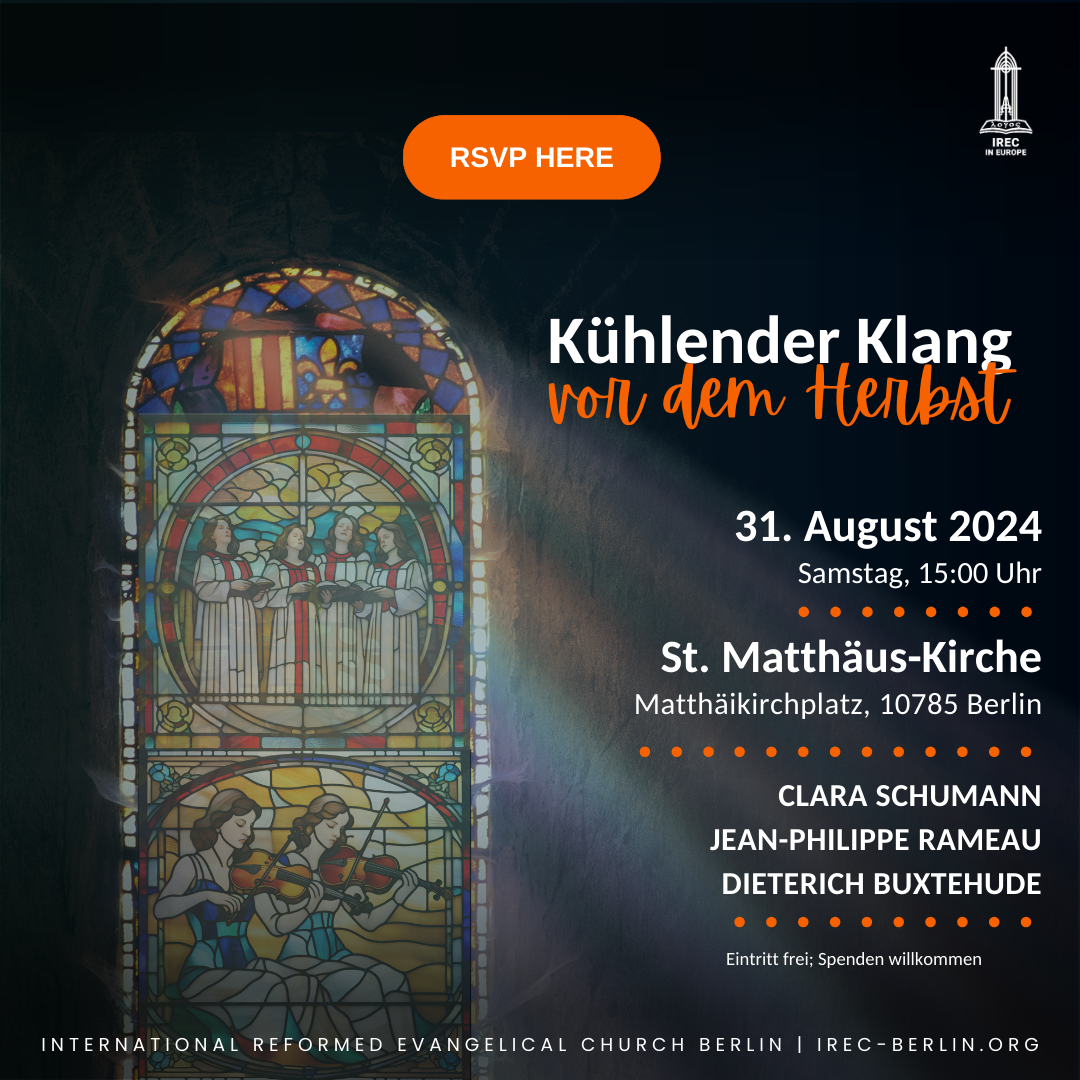 λογος
IREC
IN EUROPE
RSVP HERE
Kühlender Klang
vor dem Herbst
31. August 2024
Samstag, 15:00 Uhr
St. Matthäus-Kirche
Matthäikirchplatz, 10785 Berlin
CLARA SCHUMANN
JEAN-PHILIPPE RAMEAU
DIETERICH BUXTEHUDE
Eintritt frei; Spenden willkommen
INTERNATIONAL REFORMED EVANGELICAL CHURCH BERLIN | IREC-BERLIN.ORG